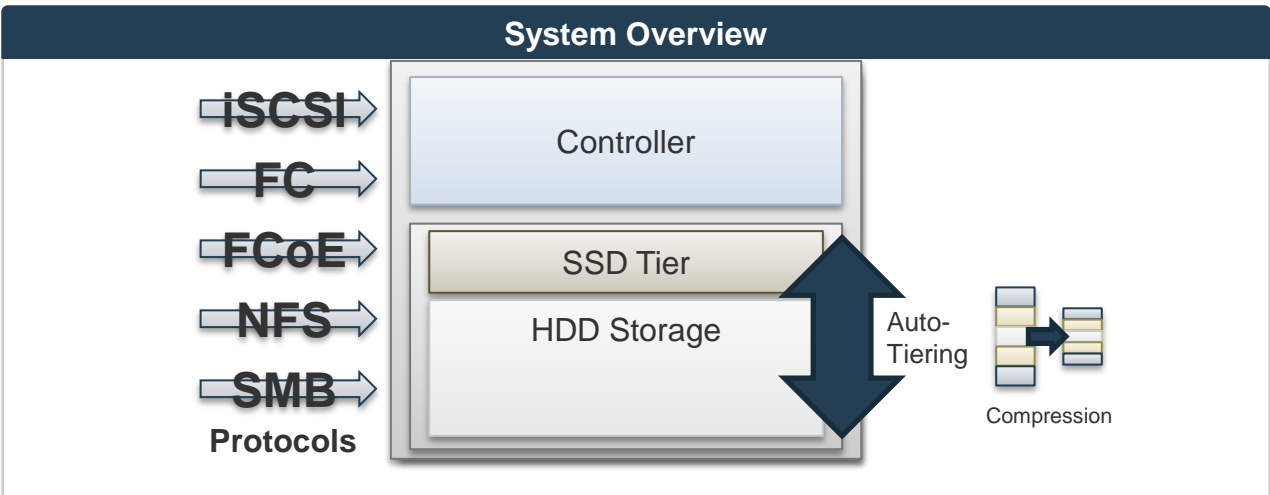 System Overview
iSCSI
FC
FCoE
NFS
SMB
Protocols
Controller
SSD Tier
HDD Storage
Auto-
Tiering
Compression